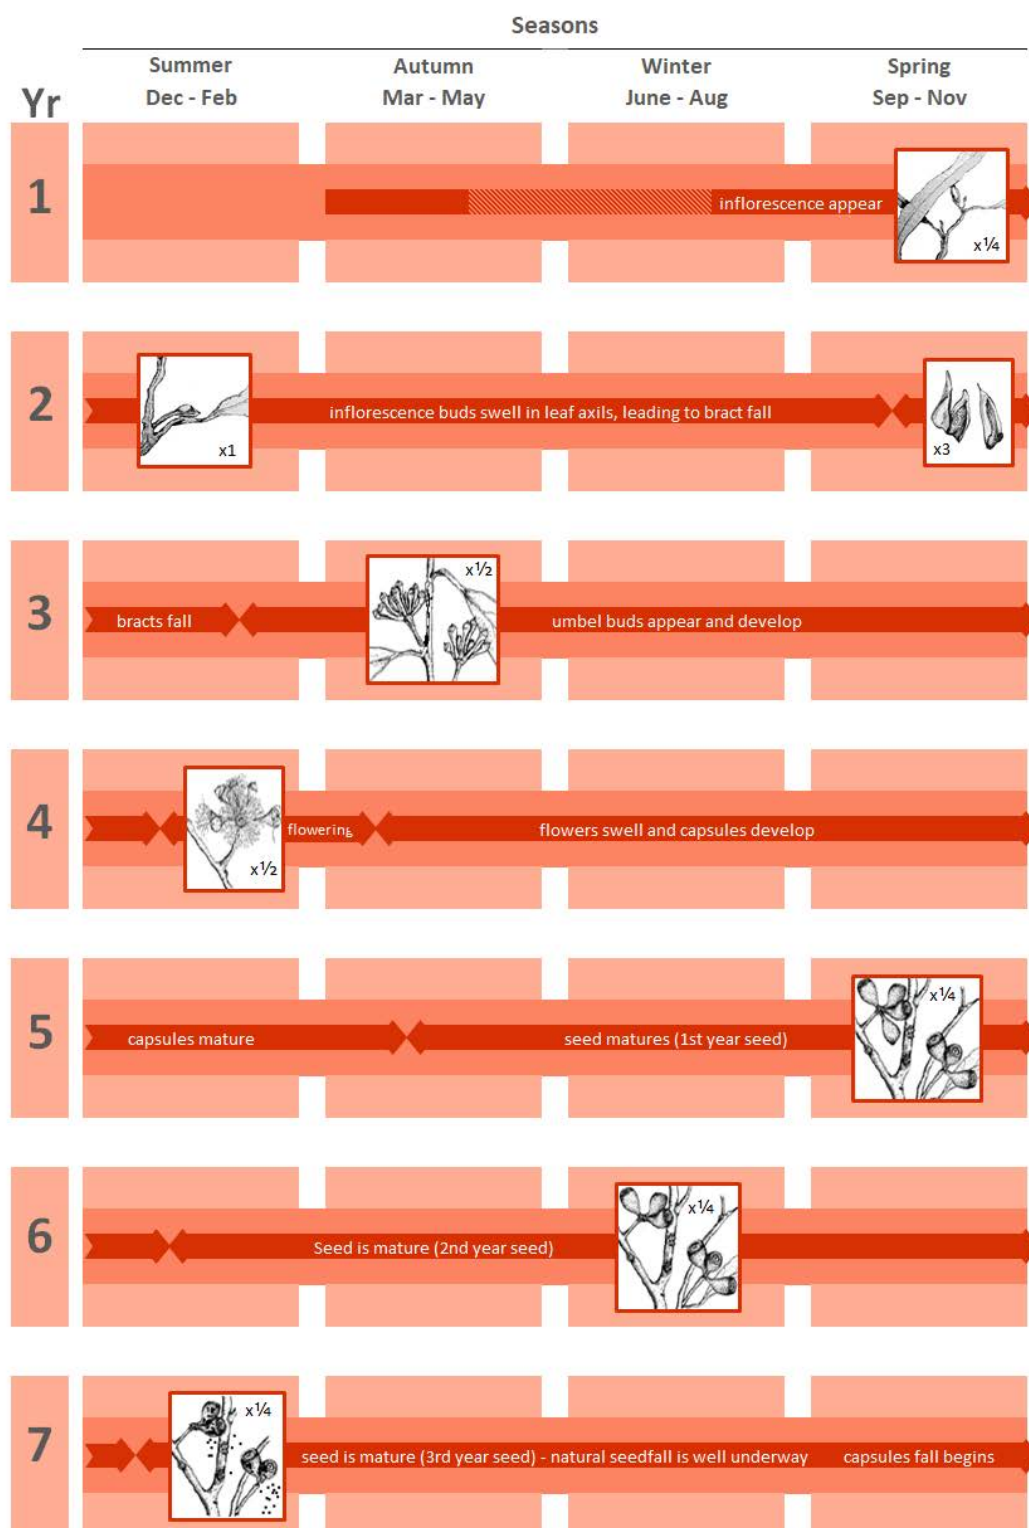 Seasons
Summer
Autumn
Winter
Spring
Yr
Dec - Feb
Mar - May
June - Aug
Sep - Nov
1
inflorescence appear
x¼
2
x1
inflorescence buds swell in leaf axils, leading to bract fall
x3
3
bracts fall
x½
umbel buds appear and develop
4
x½
flowering
flowers swell and capsules develop
5
capsules mature
seed matures (1st year seed)
x¼
6
Seed is mature (2nd year seed)
x¼
7
x¼
seed is mature (3rd year seed) - natural seedfall is well underway
capsules fall begins